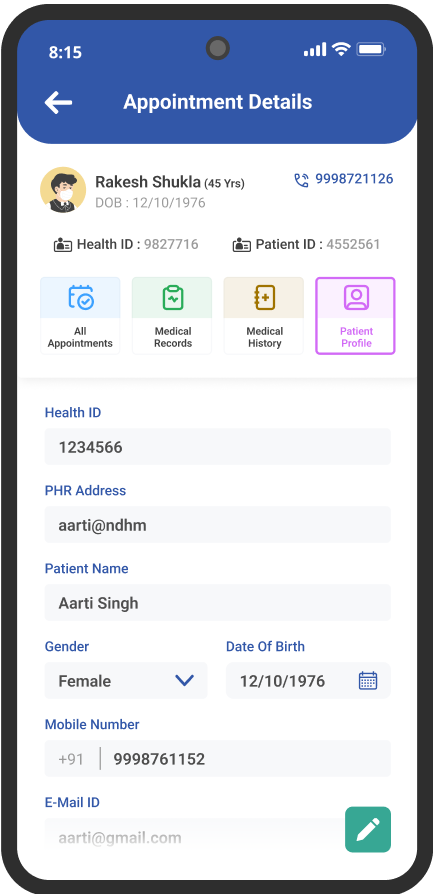 8:15
Appointment Details
Rakesh Shukla (45 Yrs)
9998721126
DOB : 12/10/1976
Health ID : 9827716
Patient ID : 4552561
All
Appointments
Medical
Records
Medical
History
Patient
Profile
Health ID
1234566
PHR Address
aarti@ndhm
Patient Name
Aarti Singh
Gender
Date Of Birth
Female
12/10/1976
Mobile Number
+91 9998761152
E-Mail ID
aarti@gmail.com